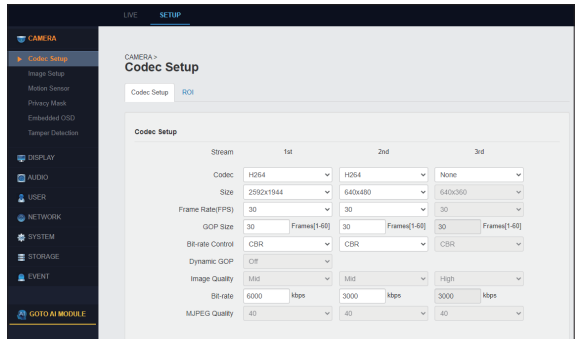 LIVE SETUP
CAMERA
Codec Setup
Image Setup
Motion Sensor
Privacy Mask
Embedded OSD
Tamper Detection
DISPLAY
AUDIO
USER
NETWORK
SYSTEM
STORAGE
EVENT
GOTO AI MODULE
CAMERA >
Codec Setup
Codec Setup ROI
Codec Setup
Stream 1st 2nd 3rd
Codec H264 H264 None
Size 2592x1944 640x480 640x360
Frame Rate(FPS) 30 30 30
GOP Size 30 Frames[1-60] 30 Frames[1-60] 30 Frames[1-60]
Bit-rate Control CBR CBR CBR
Dynamic GOP Off
Image Quality Mid Mid High
Bit-rate 6000 kbps 3000 kbps 3000 kbps
MJPEG Quality 40 40 40